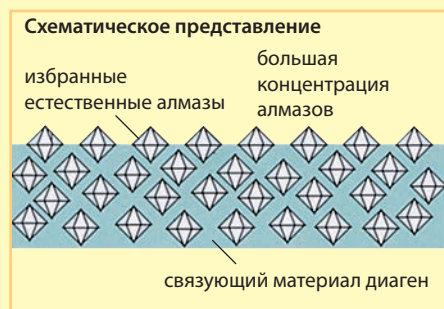 Схематическое представление
избранные
естественные алмазы
большая
концентрация
алмазов
связующий материал диаген